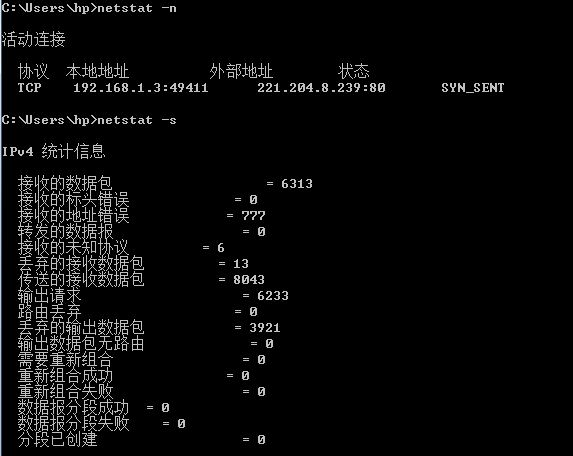 C:\Users\hp>netstat -n
活动连接
协议 本地地址 外部地址 状态
TCP 192.168.1.3:49411 221.204.8.239:80 SYN_SENT
C:\Users\hp>netstat -s
IPv4 统计信息
接收的数据包 = 6313
接收的标头错误 = 0
接收的地址错误 = 777
转发的数据报 = 0
接收的未知协议 = 6
丢弃的接收数据包 = 13
传送的接收数据包 = 8043
输出请求 = 6233
路由丢弃 = 0
丢弃的输出数据包 = 3921
输出数据包无路由 = 0
需要重新组合 = 0
重新组合成功 = 0
重新组合失败 = 0
数据报分段成功 = 0
数据报分段失败 = 0
分段已创建 = 0